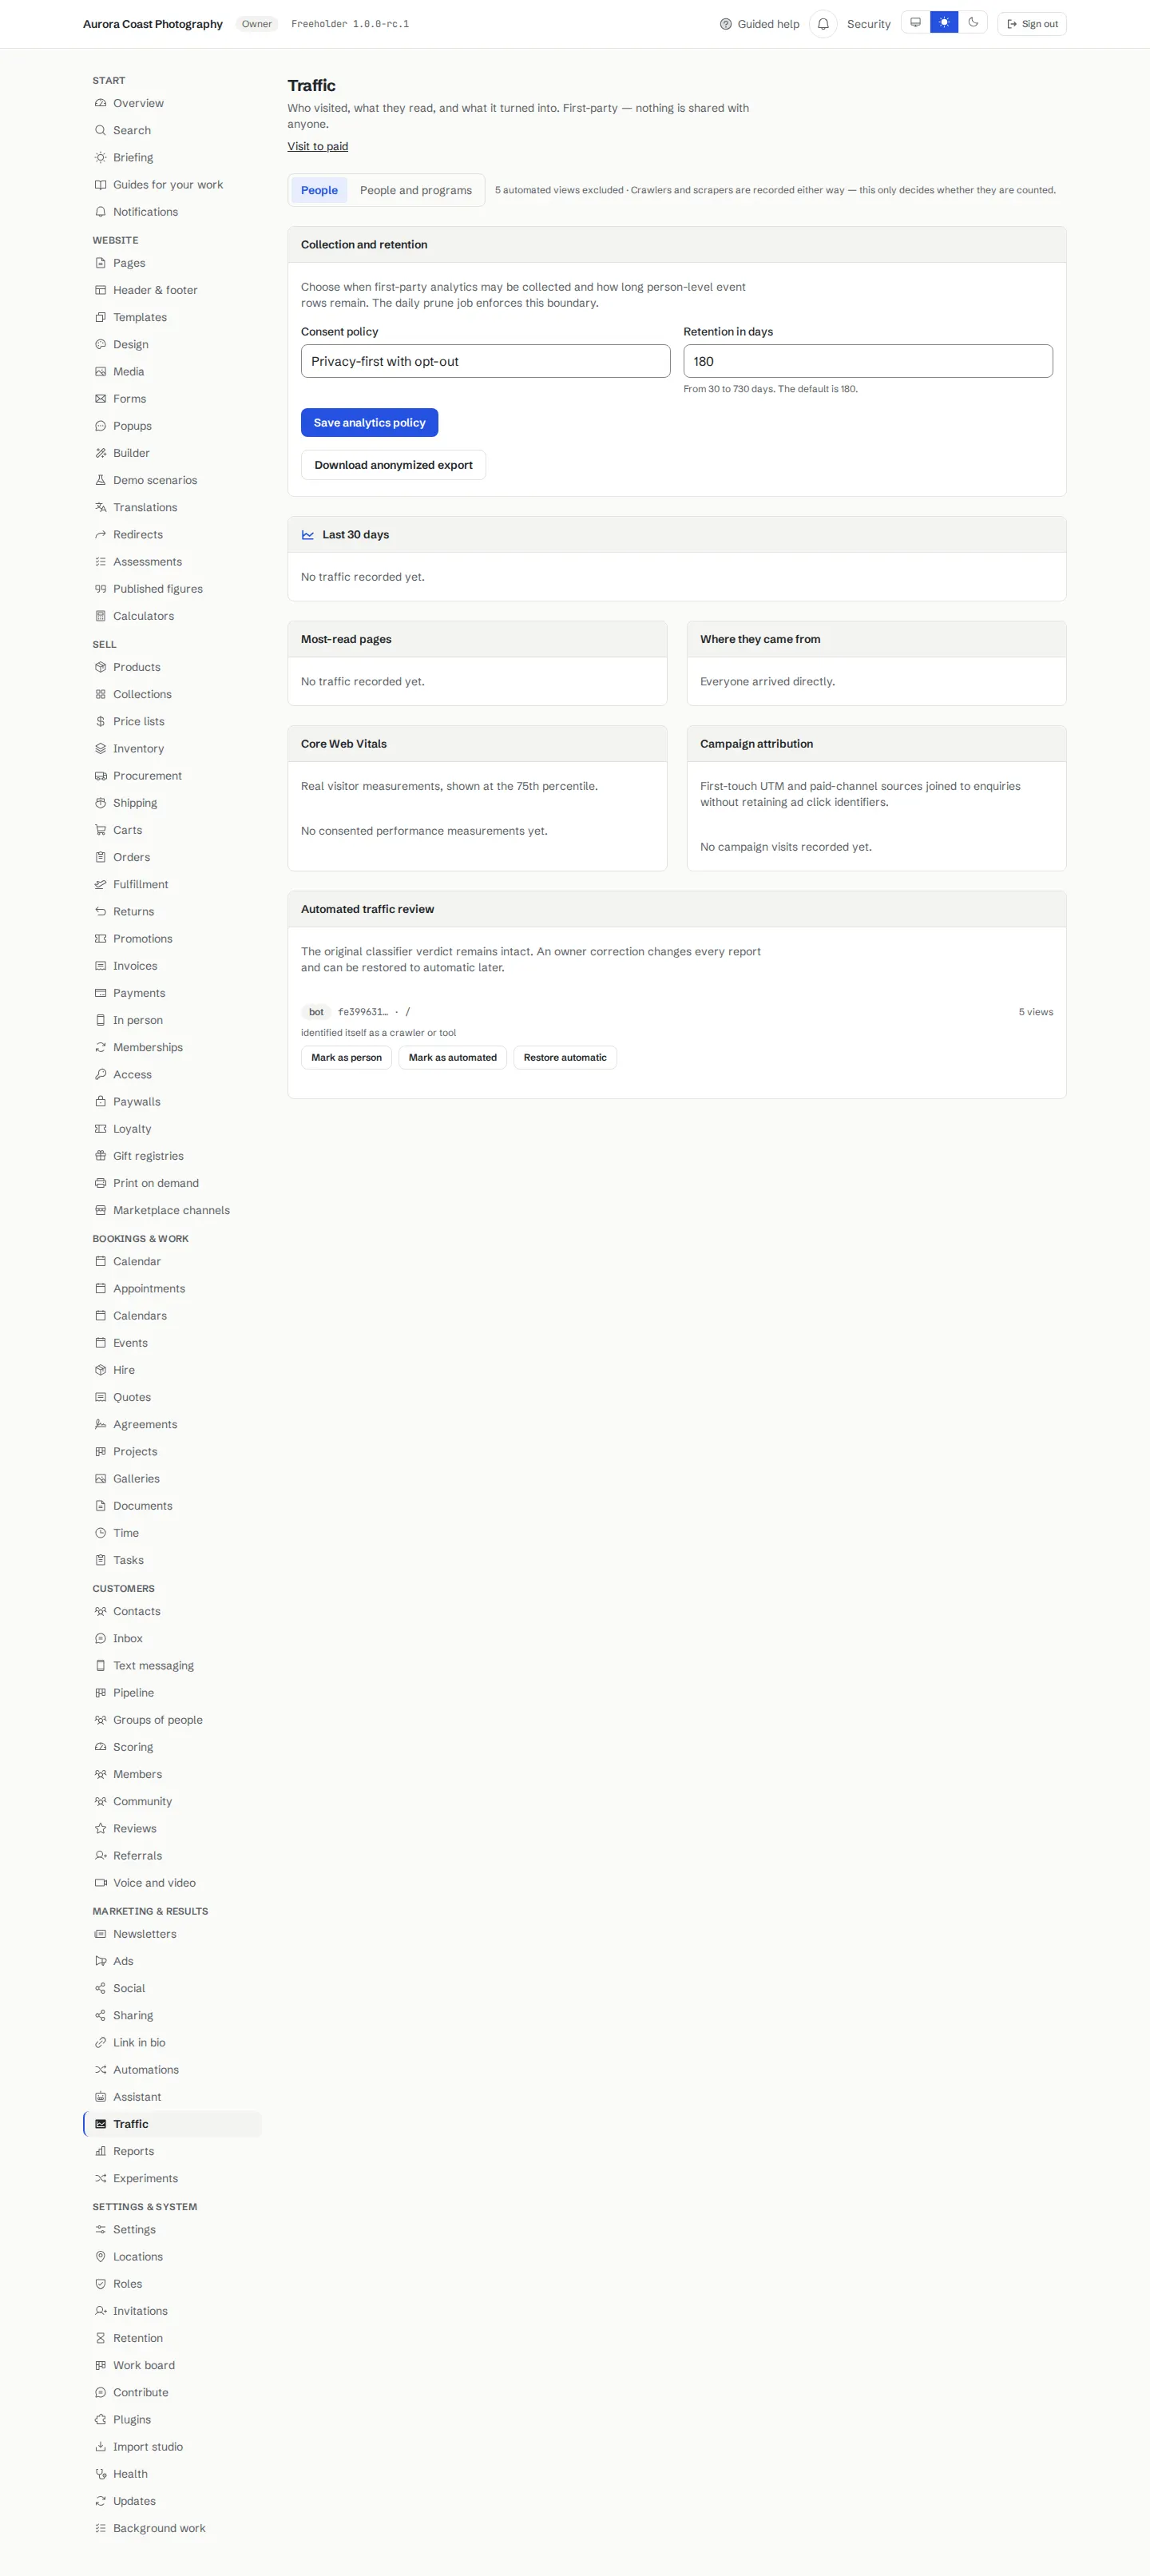 Aurora Coast Photography
Owner
Freeholder 1.0.0-rc.1
Guided help
Security
Sign out
START
Overview
Search
Briefing
Guides for your work
Notifications
WEBSITE
Pages
Header & footer
Templates
Design
Media
Forms
Popups
Builder
Demo scenarios
Translations
Redirects
Assessments
Published figures
Calculators
SELL
Products
Collections
Price lists
Inventory
Procurement
Shipping
Carts
Orders
Fulfillment
Returns
Promotions
Invoices
Payments
In person
Memberships
Access
Paywalls
Loyalty
Gift registries
Print on demand
Marketplace channels
BOOKINGS & WORK
Calendar
Appointments
Calendars
Events
Hire
Quotes
Agreements
Projects
Galleries
Documents
Time
Tasks
CUSTOMERS
Contacts
Inbox
Text messaging
Pipeline
Groups of people
Scoring
Members
Community
Reviews
Referrals
Voice and video
MARKETING & RESULTS
Newsletters
Ads
Social
Sharing
Link in bio
Automations
Assistant
Traffic
Reports
Experiments
SETTINGS & SYSTEM
Settings
Locations
Roles
Invitations
Retention
Work board
Contribute
Plugins
Import studio
Health
Updates
Background work
Traffic
Who visited, what they read, and what it turned into. First-party — nothing is shared with
anyone.
Visit to paid
People
People and programs
5 automated views excluded · Crawlers and scrapers are recorded either way — this only decides whether they are counted.
Collection and retention
Choose when first-party analytics may be collected and how long person-level event
rows remain. The daily prune job enforces this boundary.
Consent policy
Privacy-first with opt-out
Retention in days
180
From 30 to 730 days. The default is 180.
Save analytics policy
Download anonymized export
Last 30 days
No traffic recorded yet.
Most-read pages
No traffic recorded yet.
Where they came from
Everyone arrived directly.
Core Web Vitals
Real visitor measurements, shown at the 75th percentile.
No consented performance measurements yet.
Campaign attribution
First-touch UTM and paid-channel sources joined to enquiries
without retaining ad click identifiers.
No campaign visits recorded yet.
Automated traffic review
The original classifier verdict remains intact. An owner correction changes every report
and can be restored to automatic later.
bot fe399631… · /
5 views
identified itself as a crawler or tool
Mark as person
Mark as automated
Restore automatic